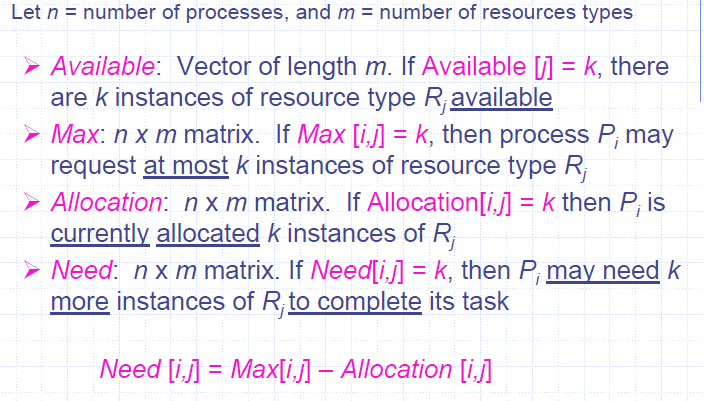 Let n = number of processes, and m = number of resources types
➢ Available: Vector of length m. If Available [j] = k, there
are k instances of resource type Rj available
➢ Max: n x m matrix. If Max [i,j] = k, then process Pi may
request at most k instances of resource type Rj
➢ Allocation: n x m matrix. If Allocation[i,j] = k then Pi is
currently allocated k instances of Rj
➢ Need: n x m matrix. If Need[i,j] = k, then Pi may need k
more instances of Rj to complete its task
Need [i,j] = Max[i,j] – Allocation [i,j]